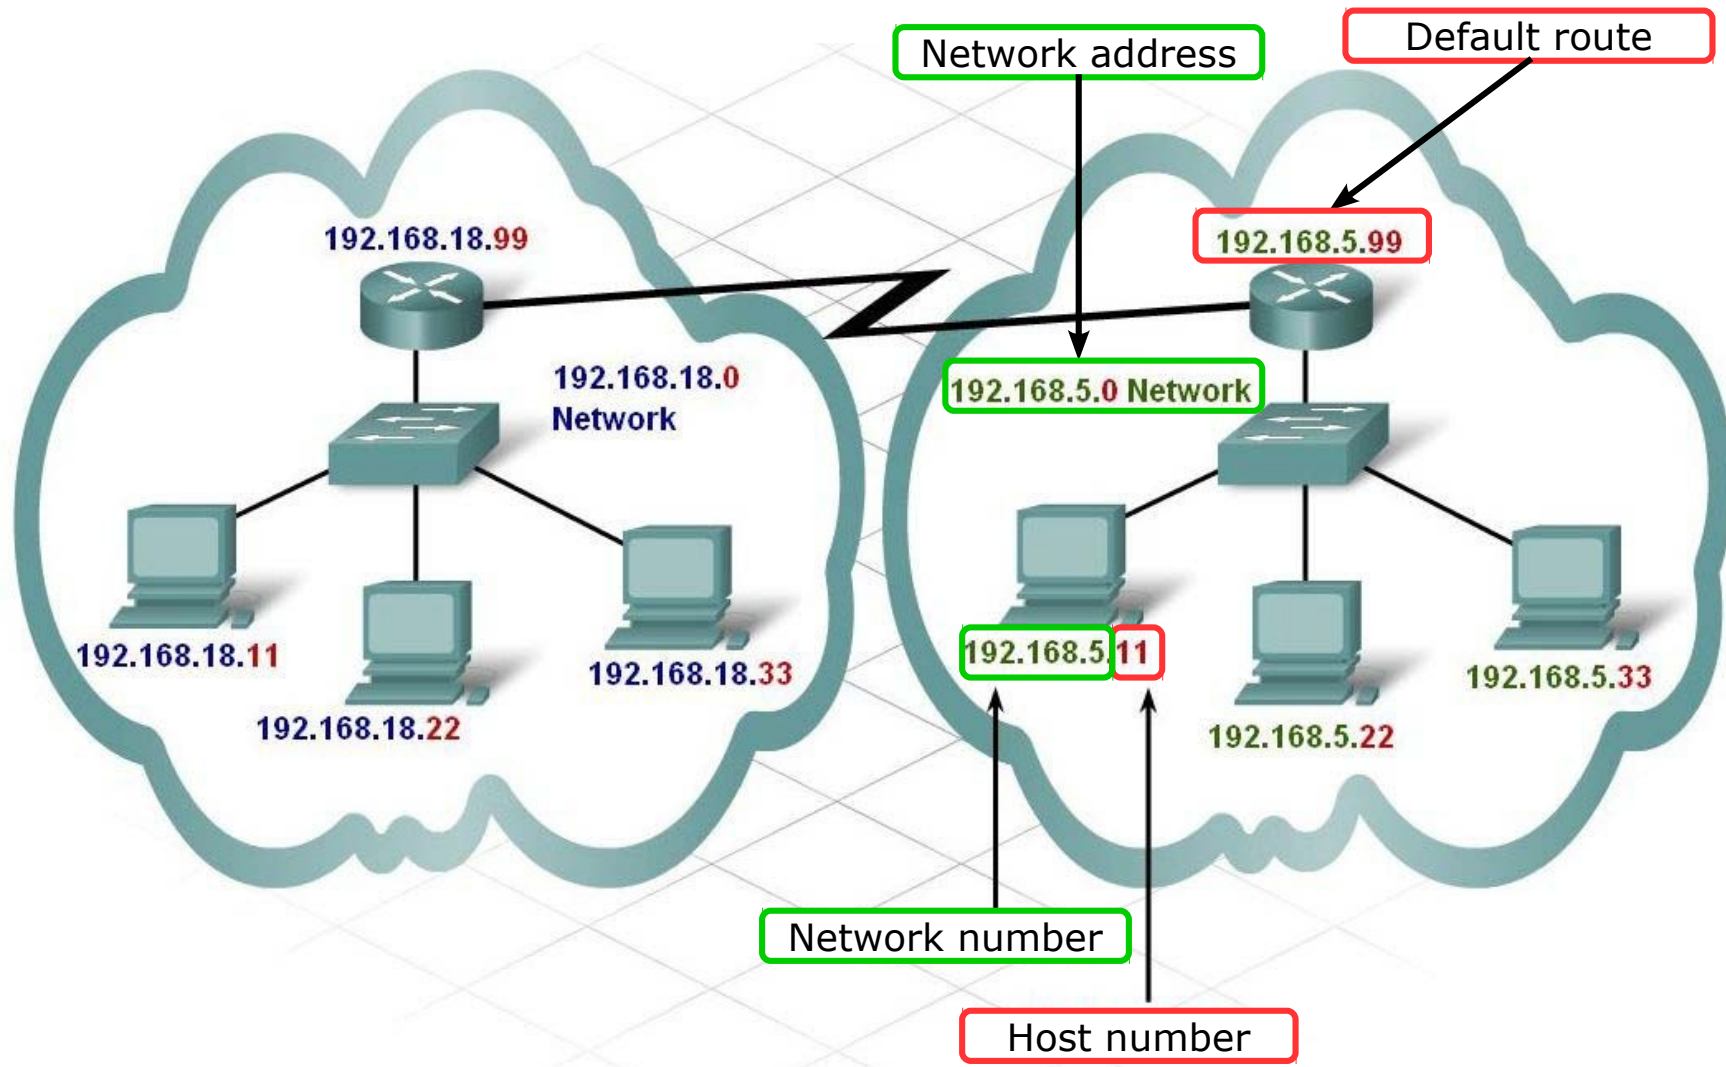 Network address
Default route
192.168.18.99
192.168.5.99
192.168.18.0
Network
192.168.5.0 Network
192.168.18.11
192.168.18.22
192.168.18.33
192.168.5.11
192.168.5.22
192.168.5.33
Network number
Host number